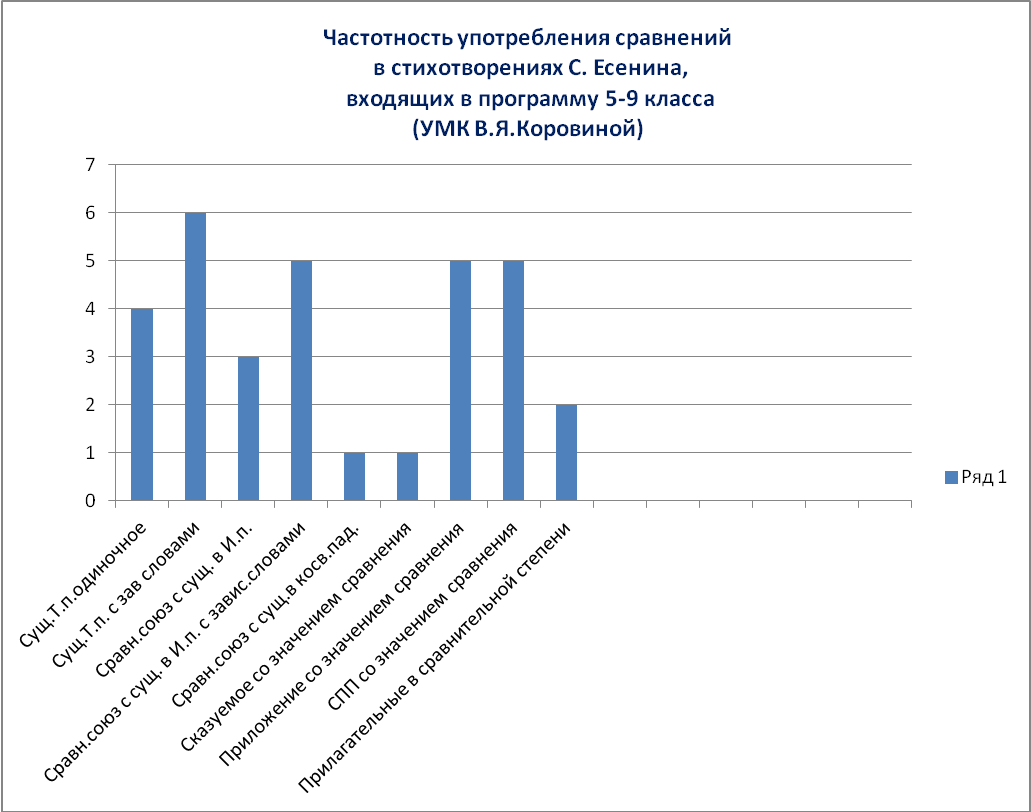 Частотность употребления сравнений
в стихотворениях С. Есенина,
входящих в программу 5-9 класса
(УМК В.Я.Коровиной)
7
6
5
4
3
2
1
0
Ряд 1
Сущ.Т.п.одиночное
Сущ.Т.п. с зав словами
Сравн.союз с сущ. в И.п.
Сравн.союз с сущ. в И.п. с завис.словами
Сравн.союз с сущ.в косв.пад.
Сказуемое со значением сравнения
Приложение со значением сравнения
СПП со значением сравнения
Прилагательные в сравнительной степени